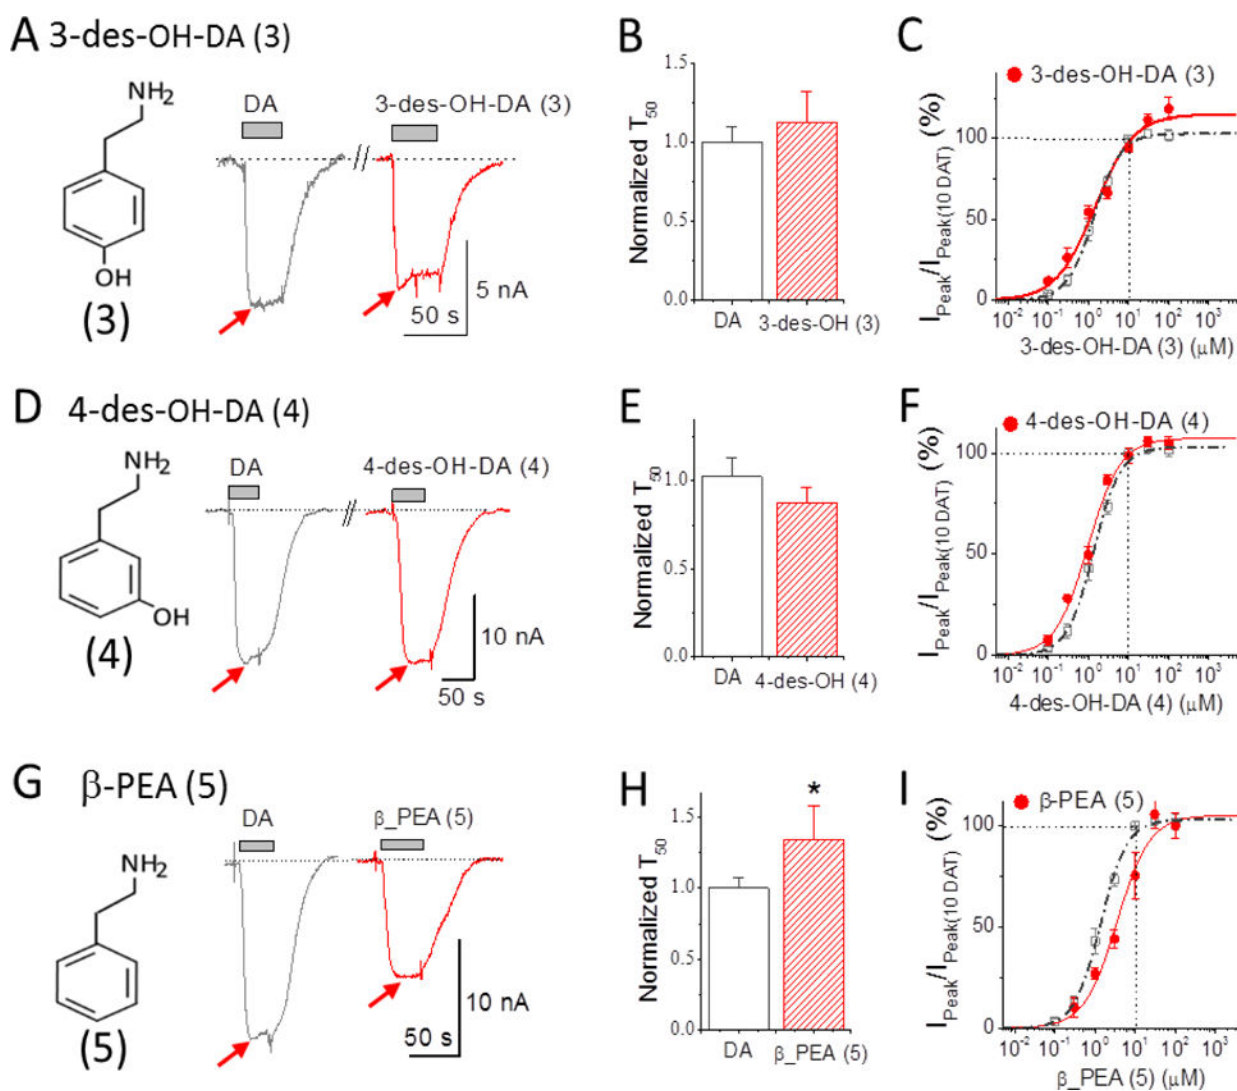 A 3-des-OH-DA (3)
NH2
OH
(3)
DA
3-des-OH-DA (3)
//
5 nA
50 s
B
Normalized T50
1.5
1.0
0.5
0.0
DA
3-des-OH (3)
C
3-des-OH-DA (3)
IPeak/IPeak(10 DAT) (%)
100
50
0
10-2 10-1 100 101 102 103
3-des-OH-DA (3) (μM)
D 4-des-OH-DA (4)
NH2
OH
(4)
DA
4-des-OH-DA (4)
//
10 nA
50 s
E
Normalized T50
1.0
0.5
0.0
DA
4-des-OH (4)
F
4-des-OH-DA (4)
IPeak/IPeak(10 DAT) (%)
100
50
0
10-2 10-1 100 101 102 103
4-des-OH-DA (4) (μM)
G β-PEA (5)
NH2
(5)
DA
β_PEA (5)
10 nA
50 s
H
Normalized T50
1.5
1.0
0.5
0.0
*
DA
β_PEA (5)
I
β-PEA (5)
IPeak/IPeak(10 DAT) (%)
100
50
0
10-2 10-1 100 101 102 103
β_PEA (5) (μM)